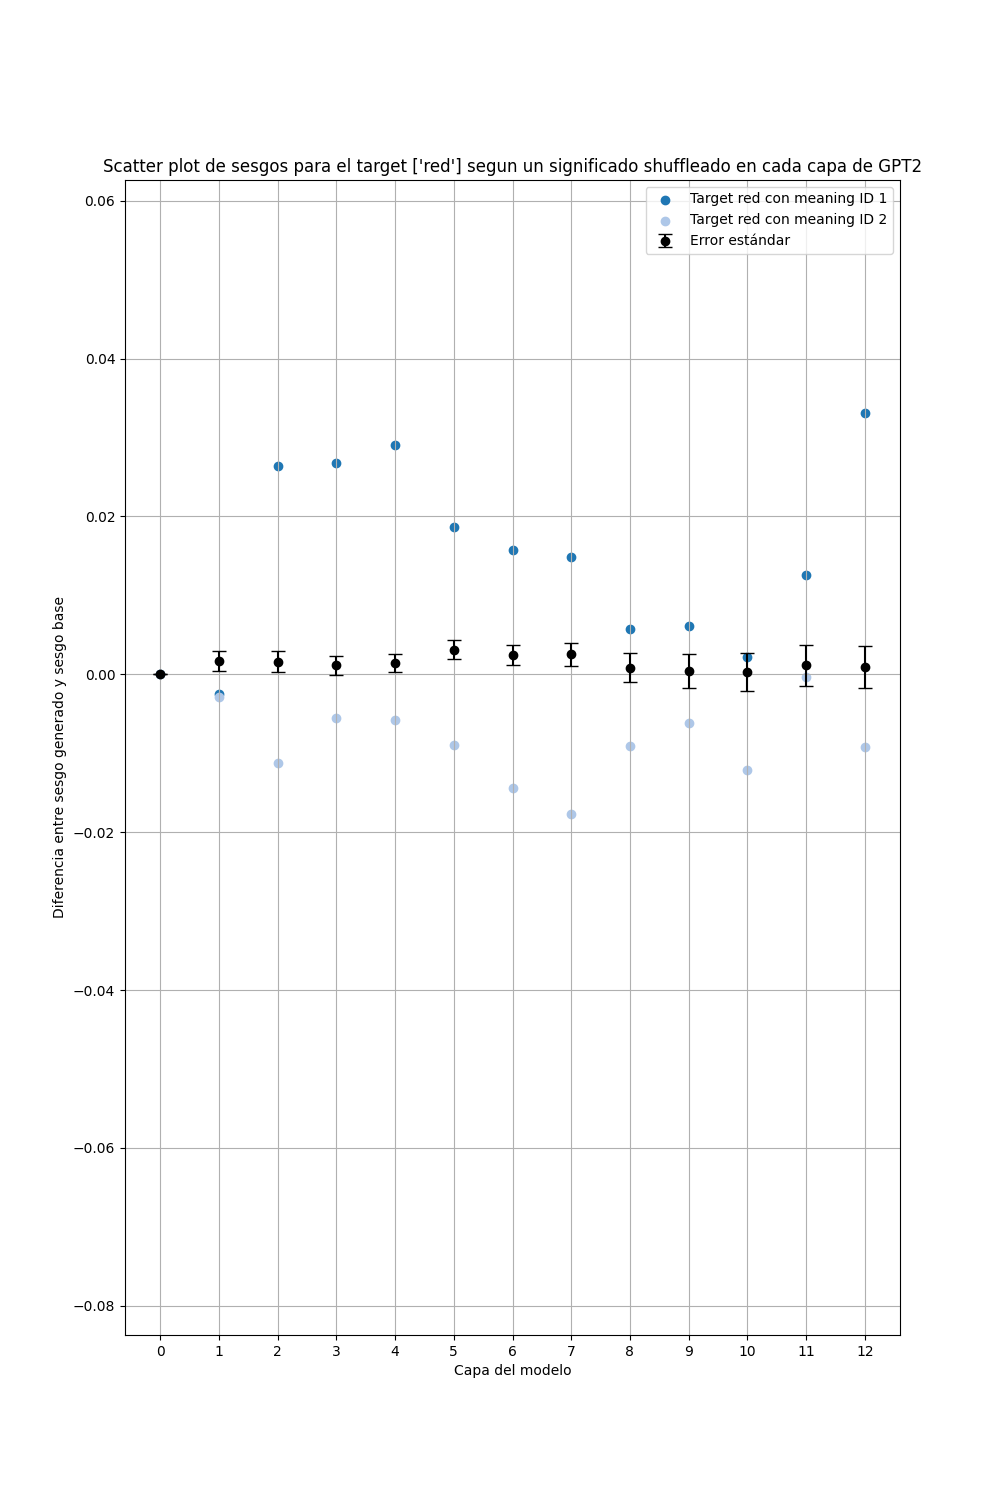 Scatter plot de sesgos para el target ['red'] segun un significado shuffleado en cada capa de GPT2
Target red con meaning ID 1
Target red con meaning ID 2
Error estándar
Diferencia entre sesgo generado y sesgo base
0.06
0.04
0.02
0.00
−0.02
−0.04
−0.06
−0.08
0 1 2 3 4 5 6 7 8 9 10 11 12
Capa del modelo